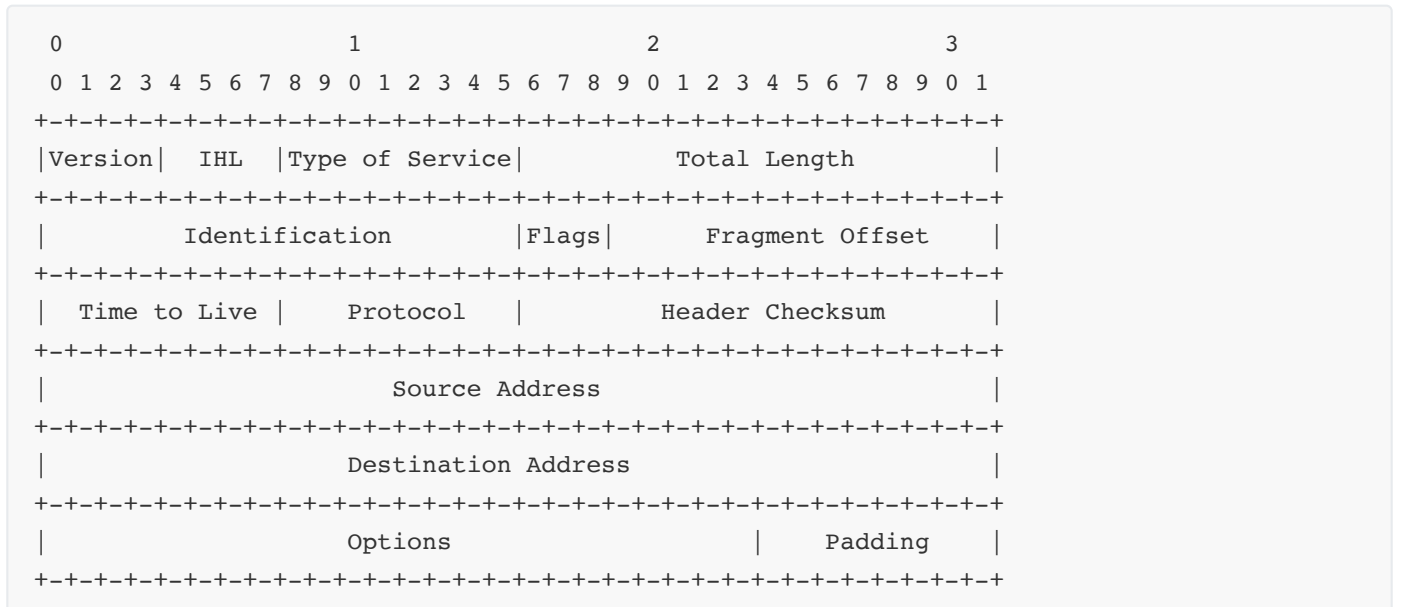 0                   1                   2                   3
 0 1 2 3 4 5 6 7 8 9 0 1 2 3 4 5 6 7 8 9 0 1 2 3 4 5 6 7 8 9 0 1
+-+-+-+-+-+-+-+-+-+-+-+-+-+-+-+-+-+-+-+-+-+-+-+-+-+-+-+-+-+-+-+-+
|Version|  IHL  |Type of Service|          Total Length         |
+-+-+-+-+-+-+-+-+-+-+-+-+-+-+-+-+-+-+-+-+-+-+-+-+-+-+-+-+-+-+-+-+
|         Identification        |Flags|      Fragment Offset    |
+-+-+-+-+-+-+-+-+-+-+-+-+-+-+-+-+-+-+-+-+-+-+-+-+-+-+-+-+-+-+-+-+
|  Time to Live |    Protocol   |         Header Checksum       |
+-+-+-+-+-+-+-+-+-+-+-+-+-+-+-+-+-+-+-+-+-+-+-+-+-+-+-+-+-+-+-+-+
|                       Source Address                          |
+-+-+-+-+-+-+-+-+-+-+-+-+-+-+-+-+-+-+-+-+-+-+-+-+-+-+-+-+-+-+-+-+
|                    Destination Address                        |
+-+-+-+-+-+-+-+-+-+-+-+-+-+-+-+-+-+-+-+-+-+-+-+-+-+-+-+-+-+-+-+-+
|                    Options                    |    Padding    |
+-+-+-+-+-+-+-+-+-+-+-+-+-+-+-+-+-+-+-+-+-+-+-+-+-+-+-+-+-+-+-+-+